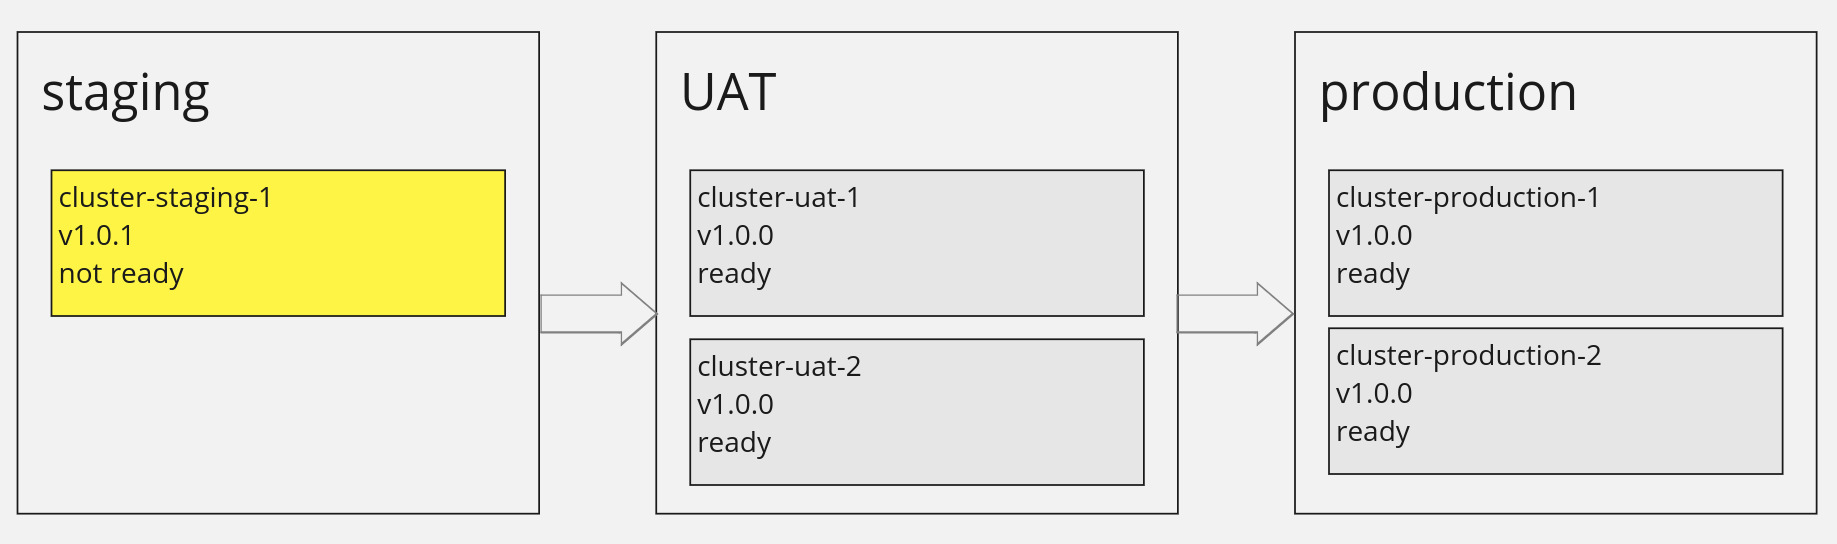 staging
cluster-staging-1
v1.0.1
not ready
UAT
cluster-uat-1
v1.0.0
ready
cluster-uat-2
v1.0.0
ready
production
cluster-production-1
v1.0.0
ready
cluster-production-2
v1.0.0
ready